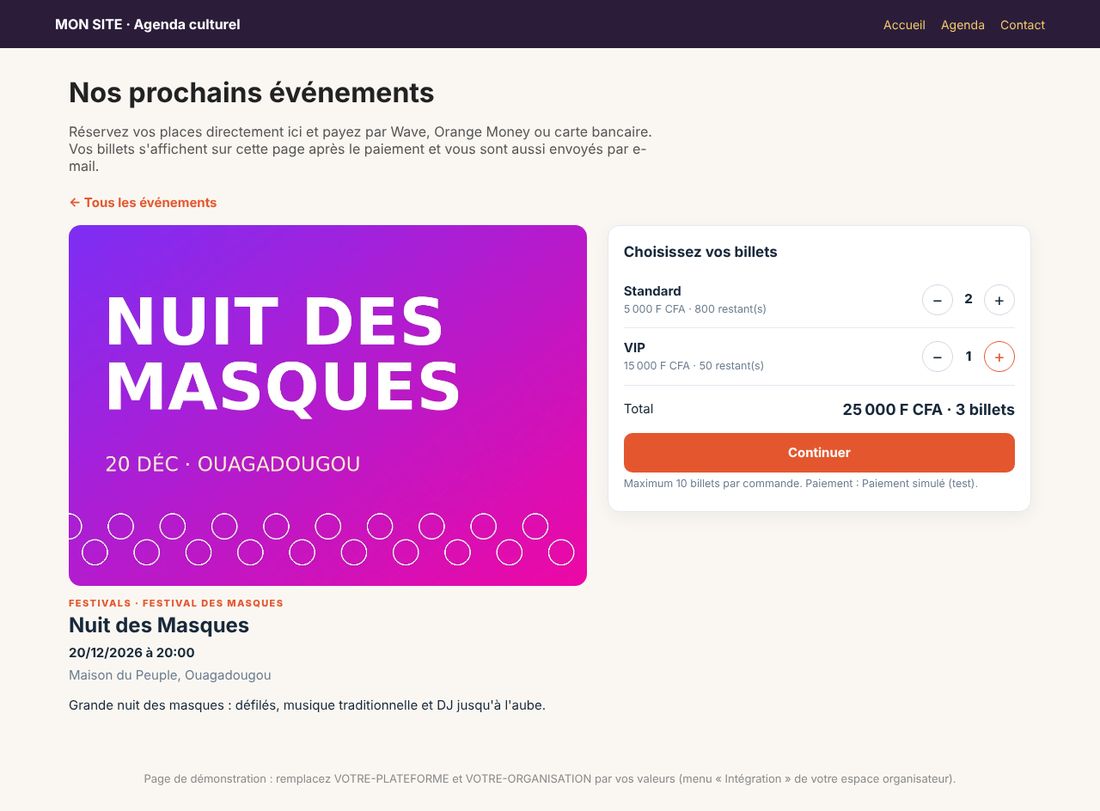 MON SITE · Agenda culturel
Accueil Agenda Contact
Nos prochains événements
Réservez vos places directement ici et payez par Wave, Orange Money ou carte bancaire.
Vos billets s'affichent sur cette page après le paiement et vous sont aussi envoyés par e-
mail.
← Tous les événements
NUIT DES
MASQUES
20 DÉC · OUAGADOUGOU
FESTIVALS · FESTIVAL DES MASQUES
Nuit des Masques
20/12/2026 à 20:00
Maison du Peuple, Ouagadougou
Grande nuit des masques : défilés, musique traditionnelle et DJ jusqu'à l'aube.
Choisissez vos billets
Standard
5 000 F CFA · 800 restant(s)
− 2 +
VIP
15 000 F CFA · 50 restant(s)
− 1 +
Total 25 000 F CFA · 3 billets
Continuer
Maximum 10 billets par commande. Paiement : Paiement simulé (test).
Page de démonstration : remplacez VOTRE-PLATEFORME et VOTRE-ORGANISATION par vos valeurs (menu « Intégration » de votre espace organisateur).